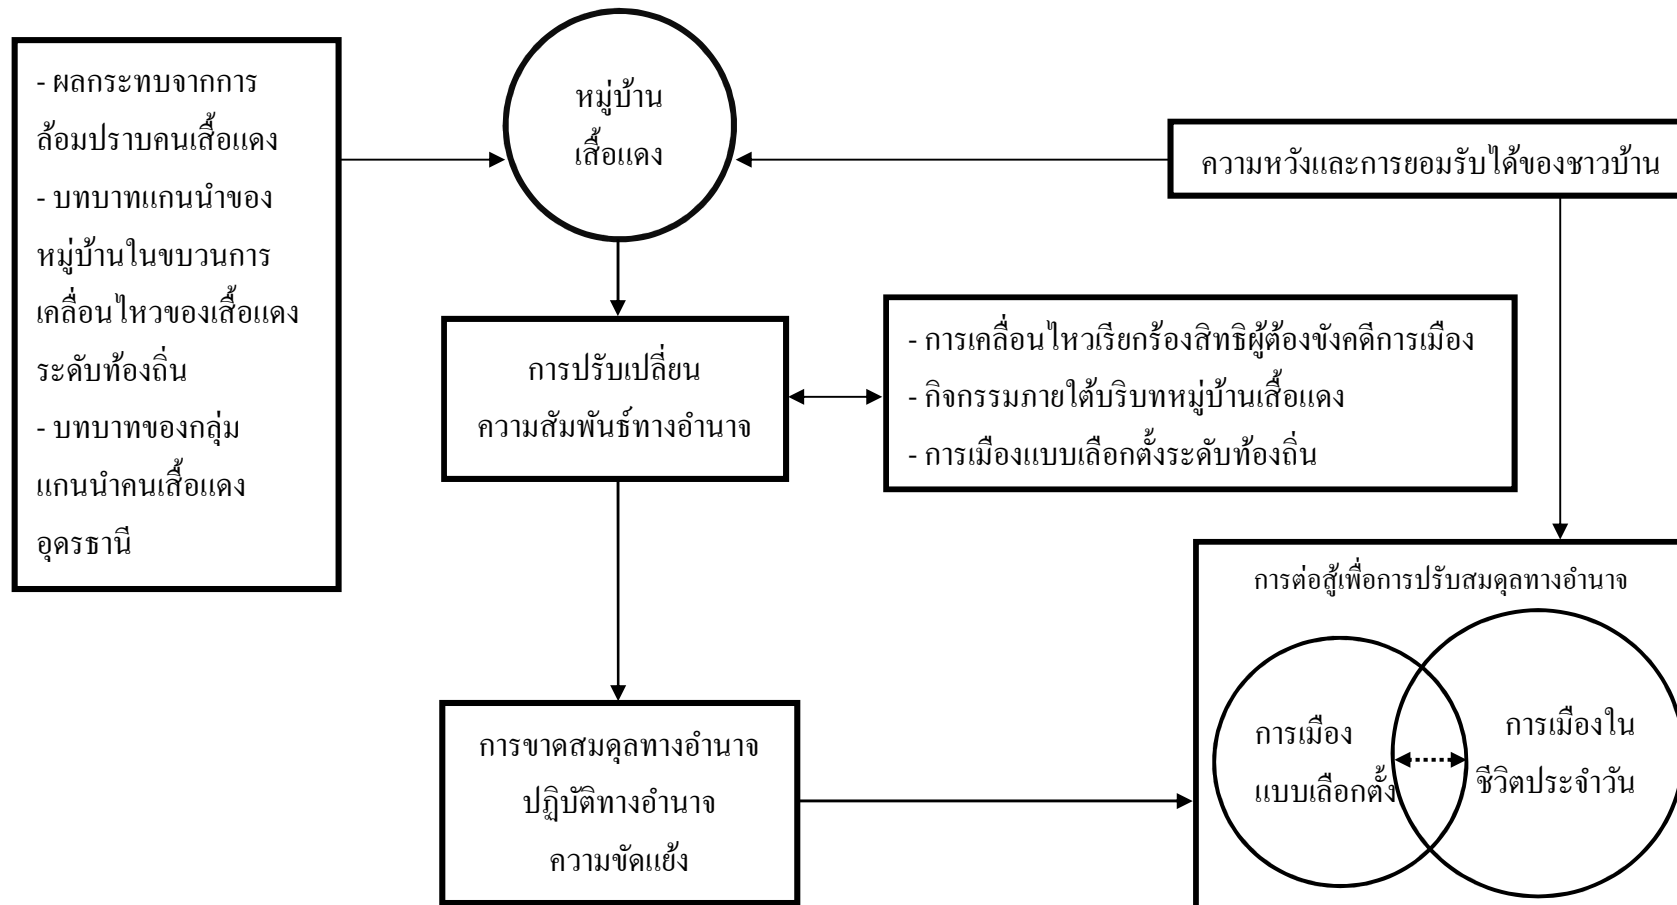 - ผลกระทบจากการ
ล้อมปราบคนเสื้อแดง
- บทบาทแกนนำของ
หมู่บ้านในขบวนการ
เคลื่อนไหวของเสื้อแดง
ระดับท้องถิ่น
- บทบาทของกลุ่ม
แกนนำคนเสื้อแดง
อุดรธานี
หมู่บ้าน
เสื้อแดง
ความหวังและการยอมรับได้ของชาวบ้าน
การปรับเปลี่ยน
ความสัมพันธ์ทางอำนาจ
- การเคลื่อนไหวเรียกร้องสิทธิผู้ต้องขังคดีการเมือง
- กิจกรรมภายใต้บริบทหมู่บ้านเสื้อแดง
- การเมืองแบบเลือกตั้งระดับท้องถิ่น
การขาดสมดุลทางอำนาจ
ปฏิบัติทางอำนาจ
ความขัดแย้ง
การต่อสู้เพื่อการปรับสมดุลทางอำนาจ
การเมือง
แบบเลือกตั้ง
การเมืองใน
ชีวิตประจำวัน